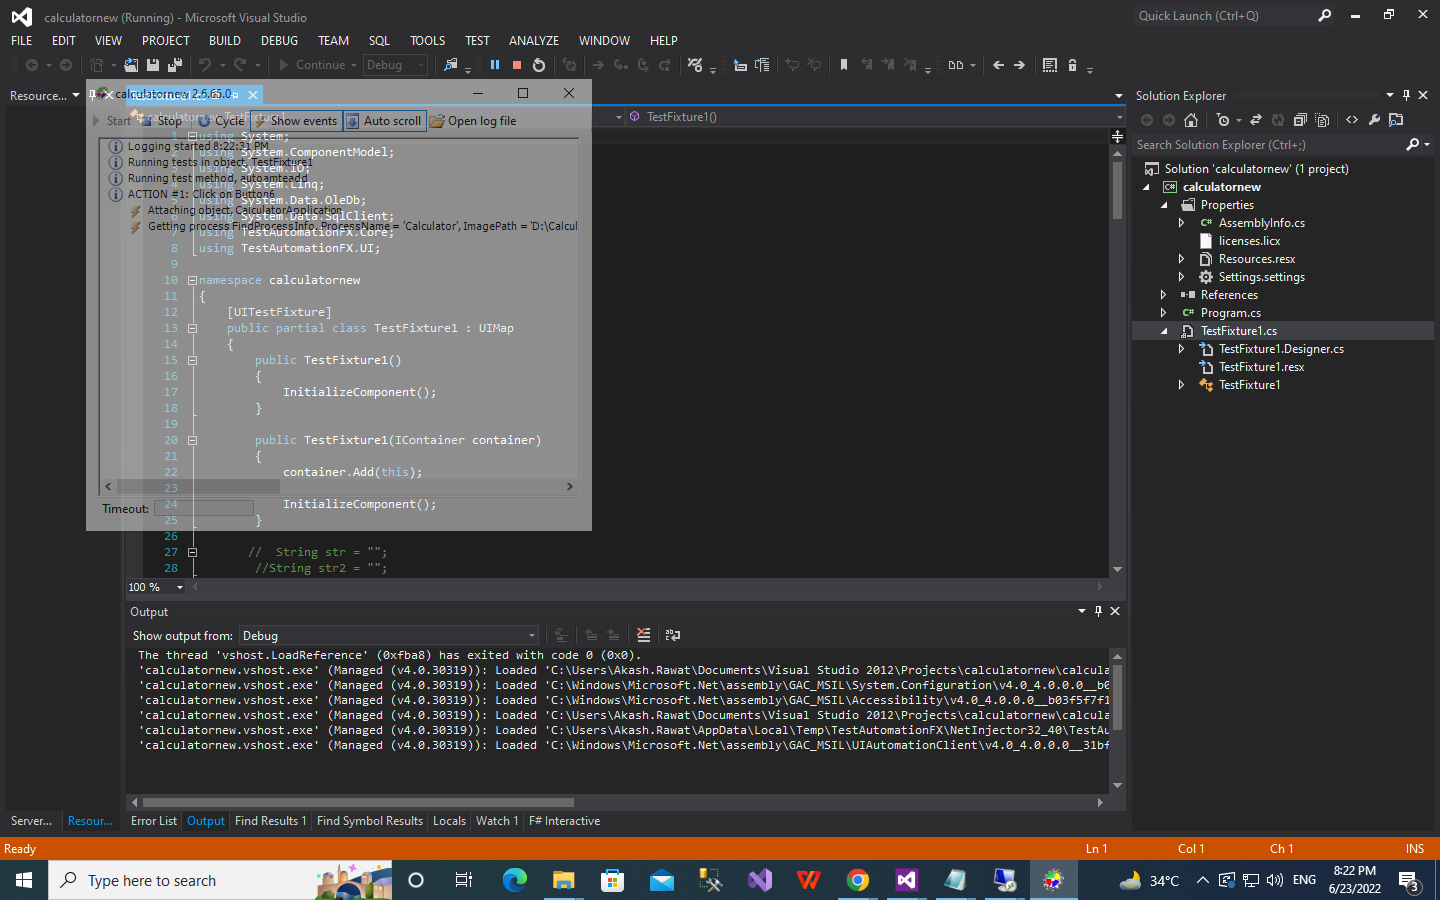 calculatornew (Running) - Microsoft Visual Studio
Quick Launch (Ctrl+Q)
FILE EDIT VIEW PROJECT BUILD DEBUG TEAM SQL TOOLS TEST ANALYZE WINDOW HELP
Continue Debug
Resource...
calculatornew 2.6.65.0
Start Stop Cycle Show events Auto scroll Open log file
Logging started 8:22:31 PM
Running tests in object, TestFixture1
Running test method, autoamteadd
ACTION #1: Click on Button6
Attaching object, CalculatorApplication
Getting process FindProcessInfo, ProcessName = 'Calculator', ImagePath = 'D:\Calcul
Timeout:
TestFixture1()
1 using System;
2 using System.ComponentModel;
3 using System.IO;
4 using System.Linq;
5 using System.Data.OleDb;
6 using System.Data.SqlClient;
7 using TestAutomationFX.Core;
8 using TestAutomationFX.UI;
9
10 namespace calculatornew
11 {
12 [UITestFixture]
13 public partial class TestFixture1 : UIMap
14 {
15 public TestFixture1()
16 {
17 InitializeComponent();
18 }
19
20 public TestFixture1(IContainer container)
21 {
22 container.Add(this);
23
24 InitializeComponent();
25 }
26
27 // String str = "";
28 //String str2 = "";
100 %
Output
Show output from: Debug
The thread 'vshost.LoadReference' (0xfba8) has exited with code 0 (0x0).
'calculatornew.vshost.exe' (Managed (v4.0.30319)): Loaded 'C:\Users\Akash.Rawat\Documents\Visual Studio 2012\Projects\calculatornew\calcula
'calculatornew.vshost.exe' (Managed (v4.0.30319)): Loaded 'C:\Windows\Microsoft.Net\assembly\GAC_MSIL\System.Configuration\v4.0_4.0.0.0__b0
'calculatornew.vshost.exe' (Managed (v4.0.30319)): Loaded 'C:\Windows\Microsoft.Net\assembly\GAC_MSIL\Accessibility\v4.0_4.0.0.0__b03f5f7f1
'calculatornew.vshost.exe' (Managed (v4.0.30319)): Loaded 'C:\Users\Akash.Rawat\Documents\Visual Studio 2012\Projects\calculatornew\calcula
'calculatornew.vshost.exe' (Managed (v4.0.30319)): Loaded 'C:\Users\Akash.Rawat\AppData\Local\Temp\TestAutomationFX\NetInjector32_40\TestAu
'calculatornew.vshost.exe' (Managed (v4.0.30319)): Loaded 'C:\Windows\Microsoft.Net\assembly\GAC_MSIL\UIAutomationClient\v4.0_4.0.0.0__31bf
Server... Resour... Error List Output Find Results 1 Find Symbol Results Locals Watch 1 F# Interactive
Solution Explorer
Search Solution Explorer (Ctrl+;)
Solution 'calculatornew' (1 project)
calculatornew
Properties
AssemblyInfo.cs
licenses.licx
Resources.resx
Settings.settings
References
Program.cs
TestFixture1.cs
TestFixture1.Designer.cs
TestFixture1.resx
TestFixture1
Ready Ln 1 Col 1 Ch 1 INS
Type here to search
34°C ENG 8:22 PM
6/23/2022
3